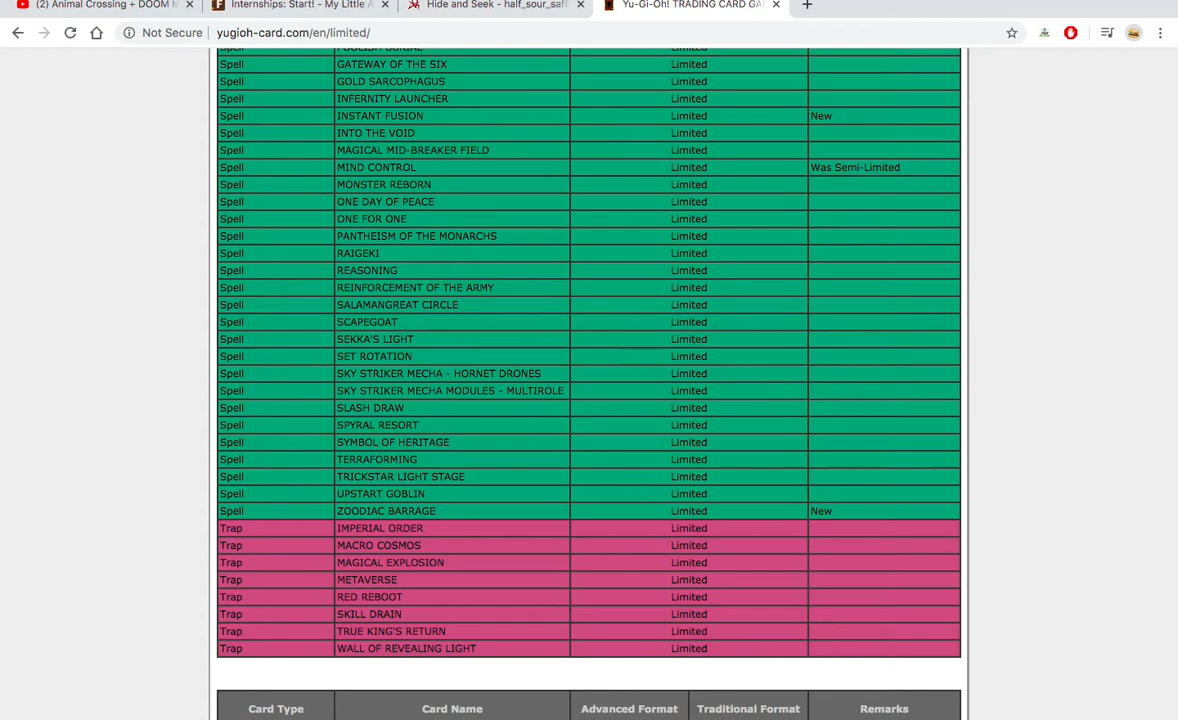 (2) Animal Crossing + DOOM M
Internships: Start! - My Little A
Hide and Seek - half_sour_saff
Yu-Gi-Oh! TRADING CARD GA
Not Secure yugioh-card.com/en/limited/
Spell FOOLISH BURIAL Limited
Spell GATEWAY OF THE SIX Limited
Spell GOLD SARCOPHAGUS Limited
Spell INFERNITY LAUNCHER Limited
Spell INSTANT FUSION Limited New
Spell INTO THE VOID Limited
Spell MAGICAL MID-BREAKER FIELD Limited
Spell MIND CONTROL Limited Was Semi-Limited
Spell MONSTER REBORN Limited
Spell ONE DAY OF PEACE Limited
Spell ONE FOR ONE Limited
Spell PANTHEISM OF THE MONARCHS Limited
Spell RAIGEKI Limited
Spell REASONING Limited
Spell REINFORCEMENT OF THE ARMY Limited
Spell SALAMANGREAT CIRCLE Limited
Spell SCAPEGOAT Limited
Spell SEKKA'S LIGHT Limited
Spell SET ROTATION Limited
Spell SKY STRIKER MECHA - HORNET DRONES Limited
Spell SKY STRIKER MECHA MODULES - MULTIROLE Limited
Spell SLASH DRAW Limited
Spell SPYRAL RESORT Limited
Spell SYMBOL OF HERITAGE Limited
Spell TERRAFORMING Limited
Spell TRICKSTAR LIGHT STAGE Limited
Spell UPSTART GOBLIN Limited
Spell ZOODIAC BARRAGE Limited New
Trap IMPERIAL ORDER Limited
Trap MACRO COSMOS Limited
Trap MAGICAL EXPLOSION Limited
Trap METAVERSE Limited
Trap RED REBOOT Limited
Trap SKILL DRAIN Limited
Trap TRUE KING'S RETURN Limited
Trap WALL OF REVEALING LIGHT Limited
Card Type Card Name Advanced Format Traditional Format Remarks